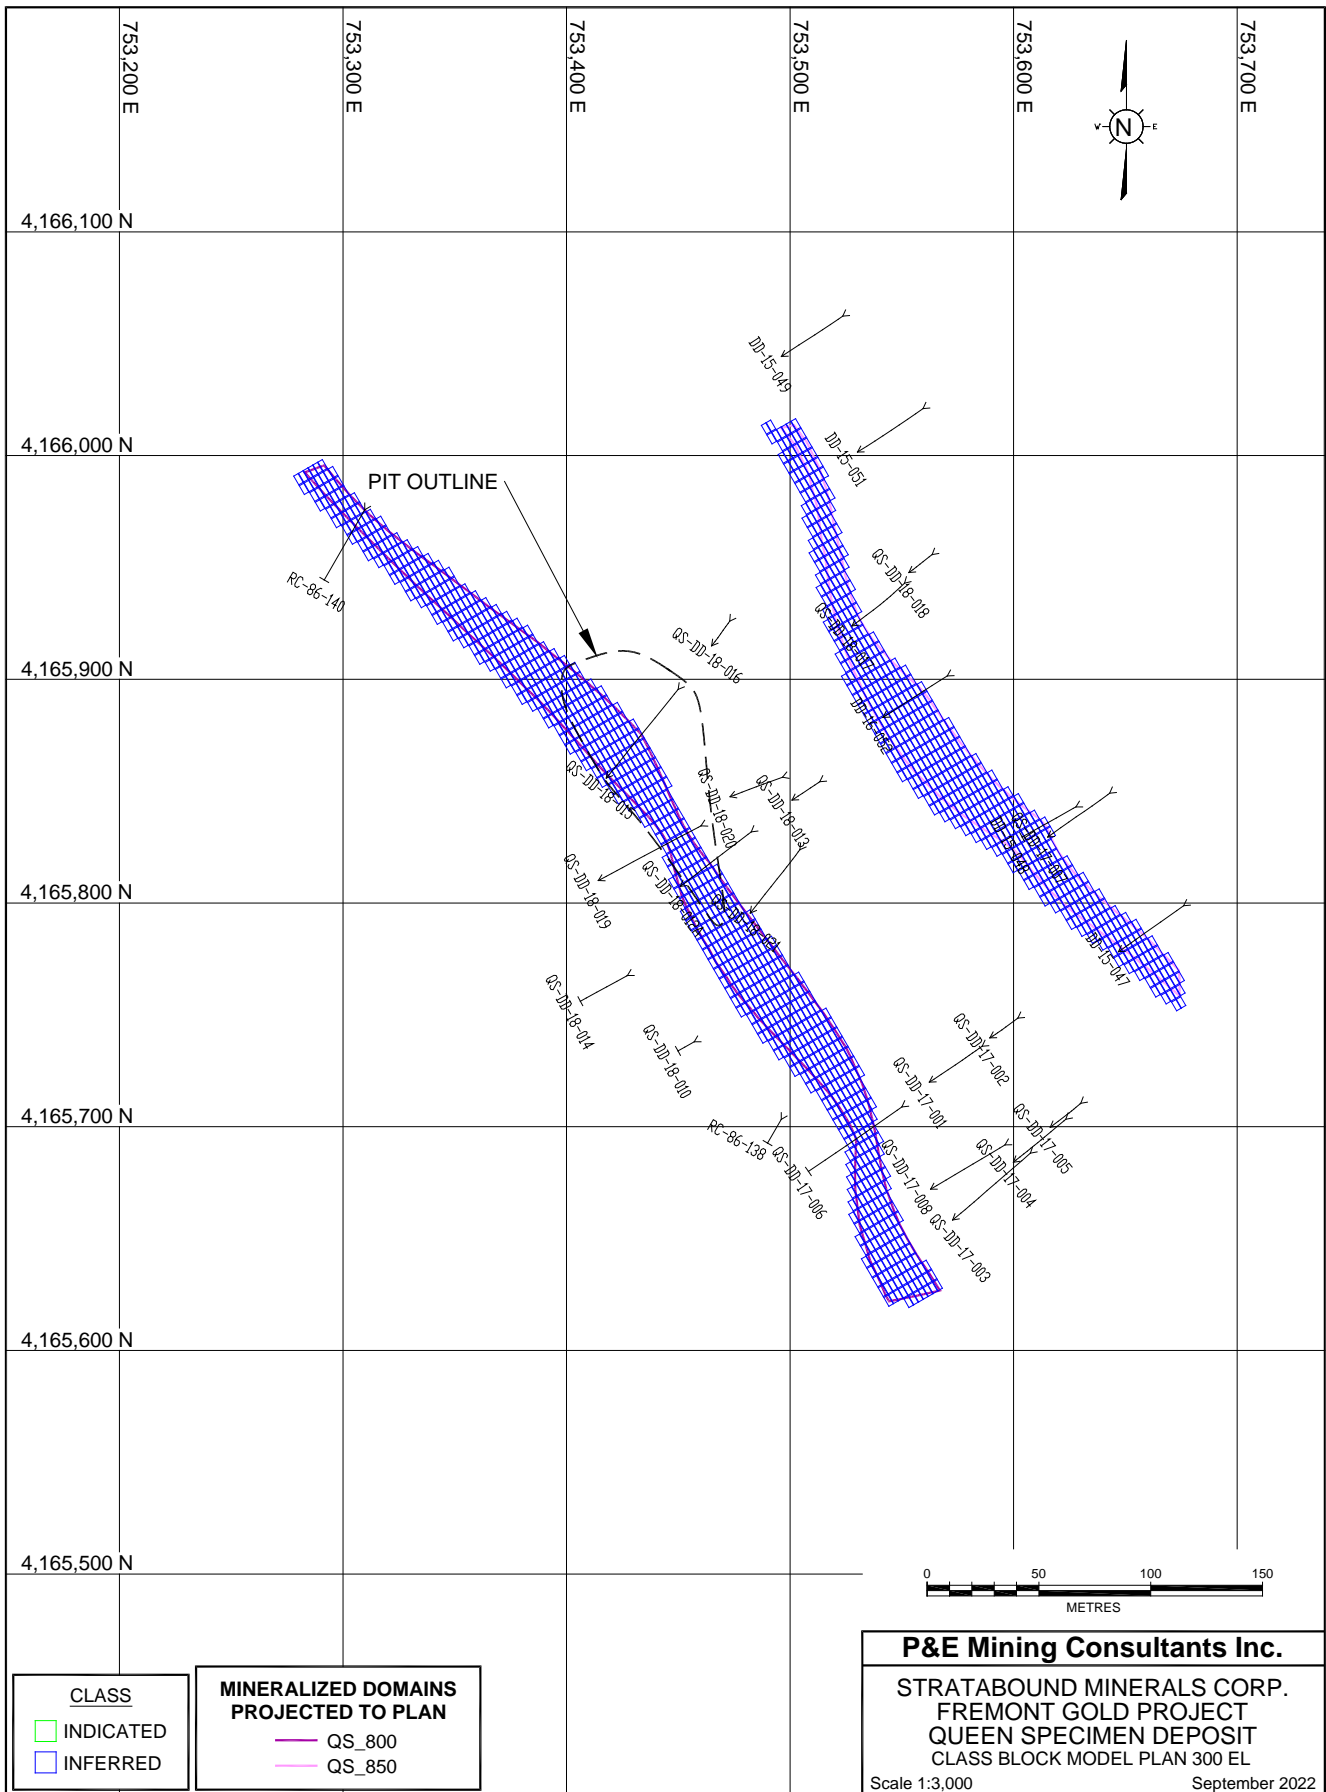 753,200 E
753,300 E
753,400 E
753,500 E
753,600 E
753,700 E
W
N
E
4,166,100 N
DD-15-049
4,166,000 N
DD-15-051
PIT OUTLINE
QS-DD-18-018
RC-86-140
QS-DD-18-016
4,165,900 N
QS-DD-18-015
QS-DD-18-020
QS-DD-18-013
QS-DD-18-019
4,165,800 N
DD-15-047
QS-DD-18-014
QS-DD-18-010
QS-DD-17-002
QS-DD-17-001
4,165,700 N
RC-86-138
QS-DD-17-006
QS-DD-17-008
QS-DD-17-005
QS-DD-17-004
QS-DD-17-003
4,165,600 N
4,165,500 N
0 50 100 150
METRES
P&E Mining Consultants Inc.
STRATABOUND MINERALS CORP.
FREMONT GOLD PROJECT
QUEEN SPECIMEN DEPOSIT
CLASS BLOCK MODEL PLAN 300 EL
Scale 1:3,000 September 2022
CLASS
INDICATED
INFERRED
MINERALIZED DOMAINS
PROJECTED TO PLAN
QS_800
QS_850